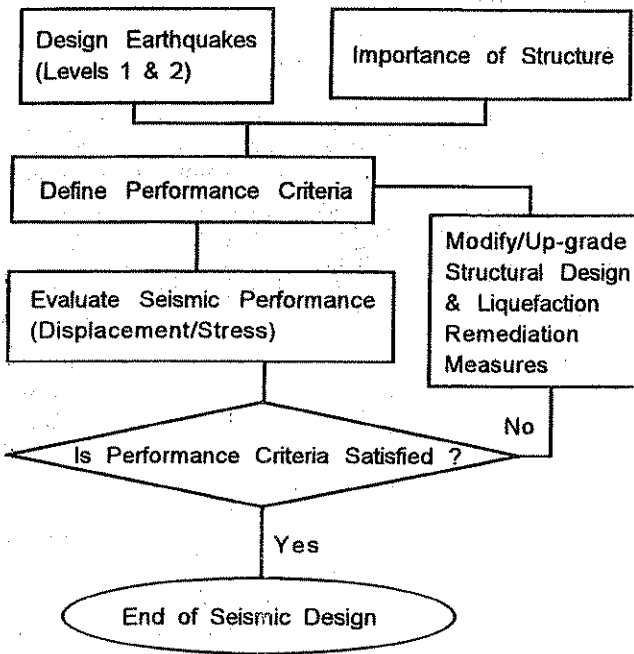 Design Earthquakes
(Levels 1 & 2)
Importance of Structure
Define Performance Criteria
Modify/Up-grade
Structural Design
& Liquefaction
Remediation
Measures
Evaluate Seismic Performance
(Displacement/Stress)
No
Is Performance Criteria Satisfied ?
Yes
End of Seismic Design